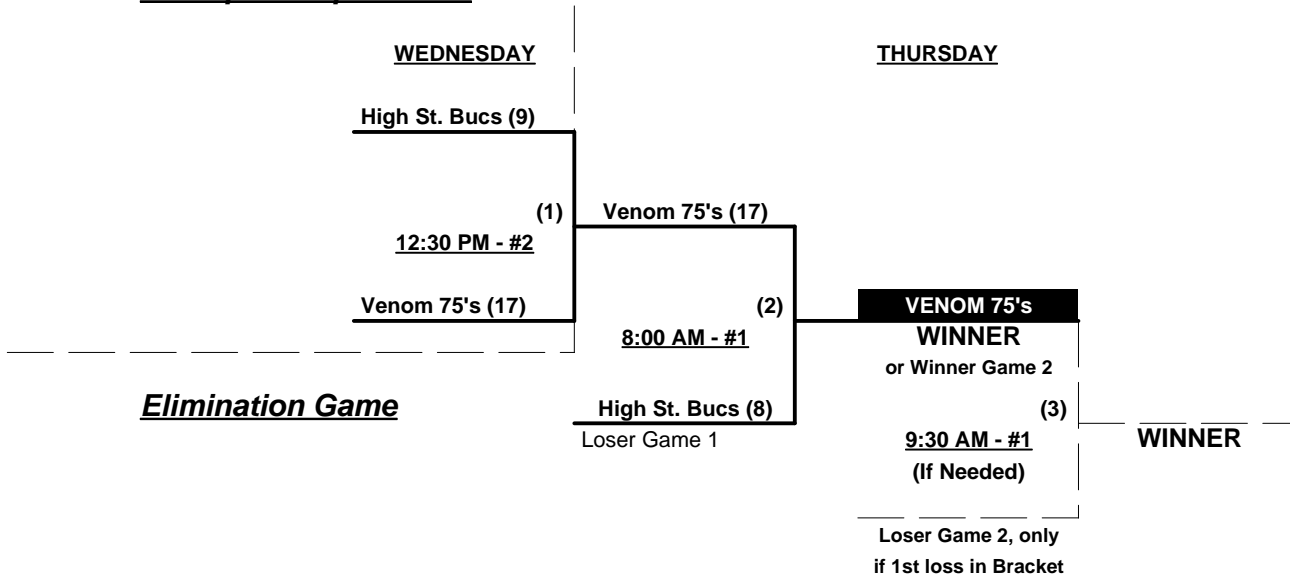 WEDNESDAY
THURSDAY
High St. Bucs (9)
(1)
Venom 75's (17)
12:30 PM - #2
Venom 75's (17)
(2)
VENOM 75's
8:00 AM - #1
WINNER
or Winner Game 2
Elimination Game
High St. Bucs (8)
(3)
Loser Game 1
9:30 AM - #1
WINNER
(If Needed)
Loser Game 2, only
if 1st loss in Bracket